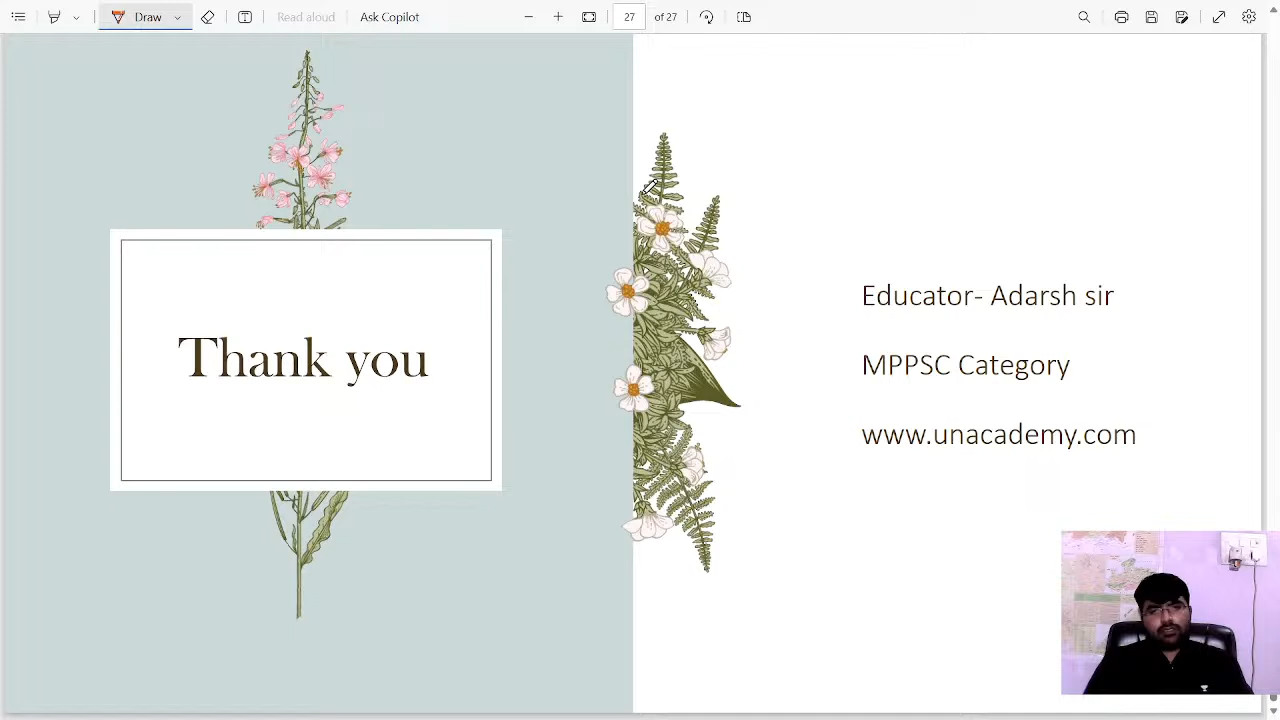 Draw
Read aloud
Ask Copilot
27
of 27
Thank you
Educator- Adarsh sir
MPPSC Category
www.unacademy.com